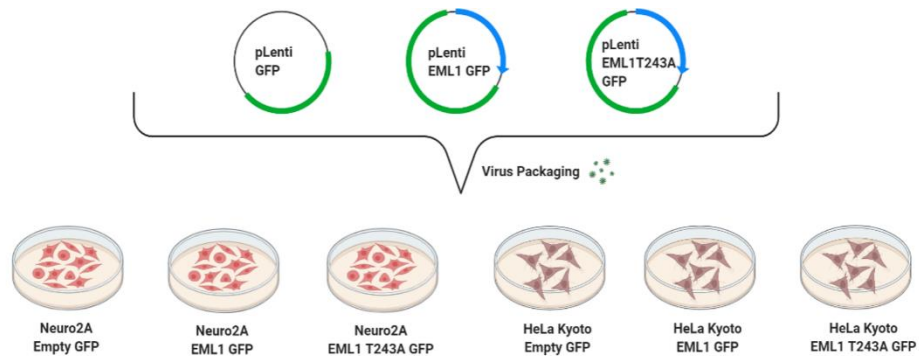 pLenti
GFP
pLenti
EML1 GFP
pLenti
EML1T243A
GFP
Virus Packaging
Neuro2A
Empty GFP
Neuro2A
EML1 GFP
Neuro2A
EML1 T243A GFP
HeLa Kyoto
Empty GFP
HeLa Kyoto
EML1 GFP
HeLa Kyoto
EML1 T243A GFP